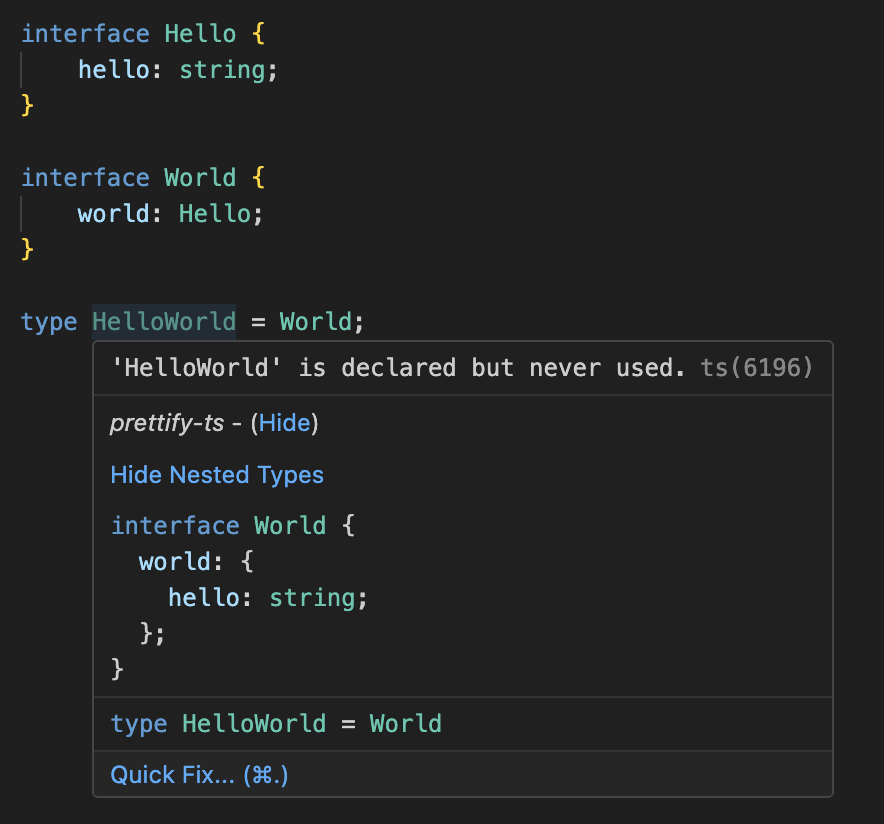 interface Hello {
    hello: string;
}
interface World {
    world: Hello;
}
type HelloWorld = World;
'HelloWorld' is declared but never used. ts(6196)
prettify-ts - (Hide)
Hide Nested Types
interface World {
  world: {
    hello: string;
  };
}
type HelloWorld = World
Quick Fix... (⌘.)